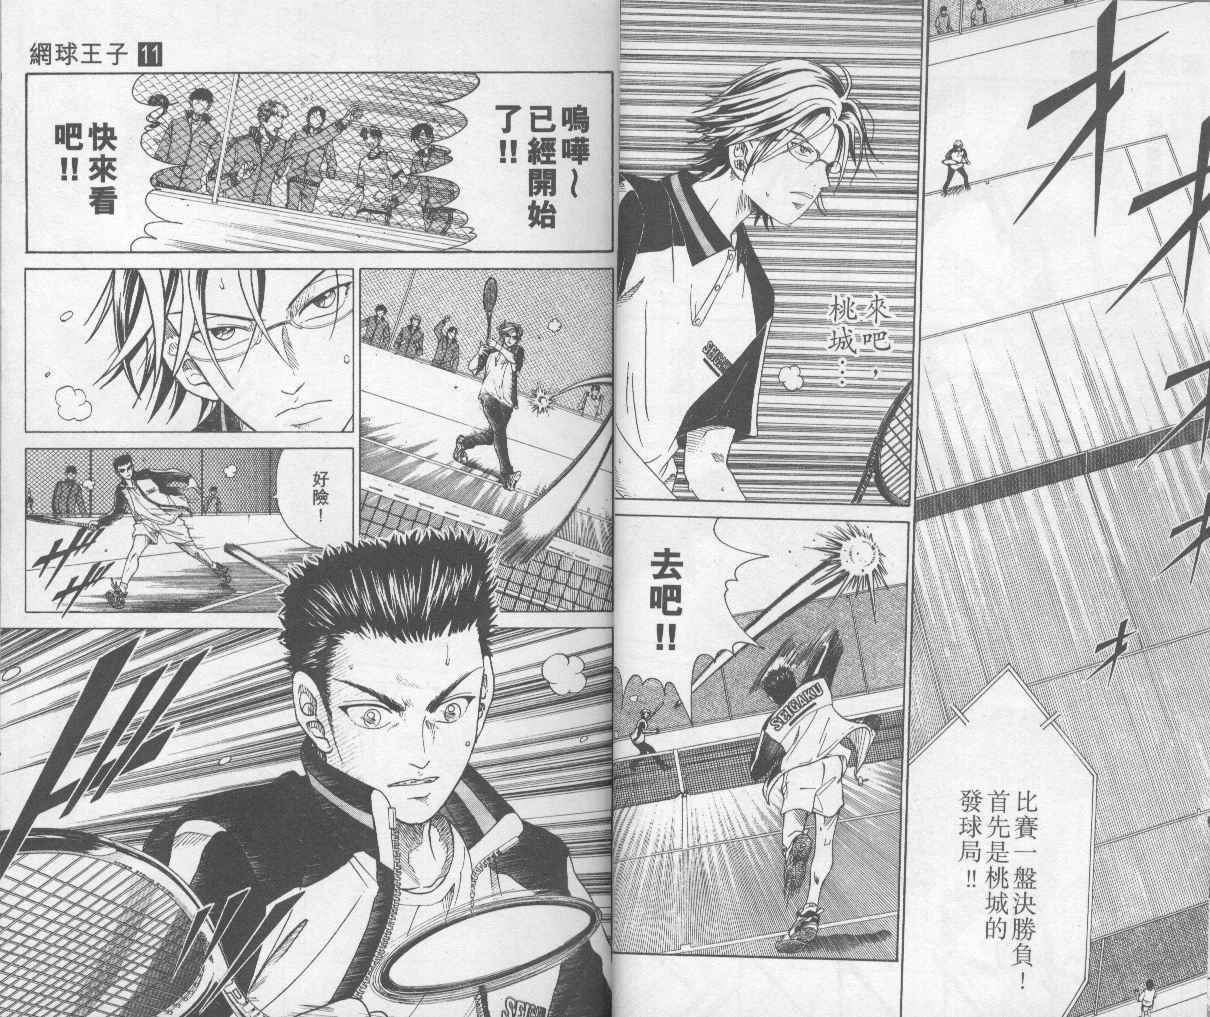 比賽一盤決勝負！
首先是桃城的
發球局!!
來吧，
桃城⋯⋯
SEIGAKU
去吧!!
SEIGAKU
網球王子 11
嗚嘩～
已經開始
了!!
快來看
吧!!
好險！